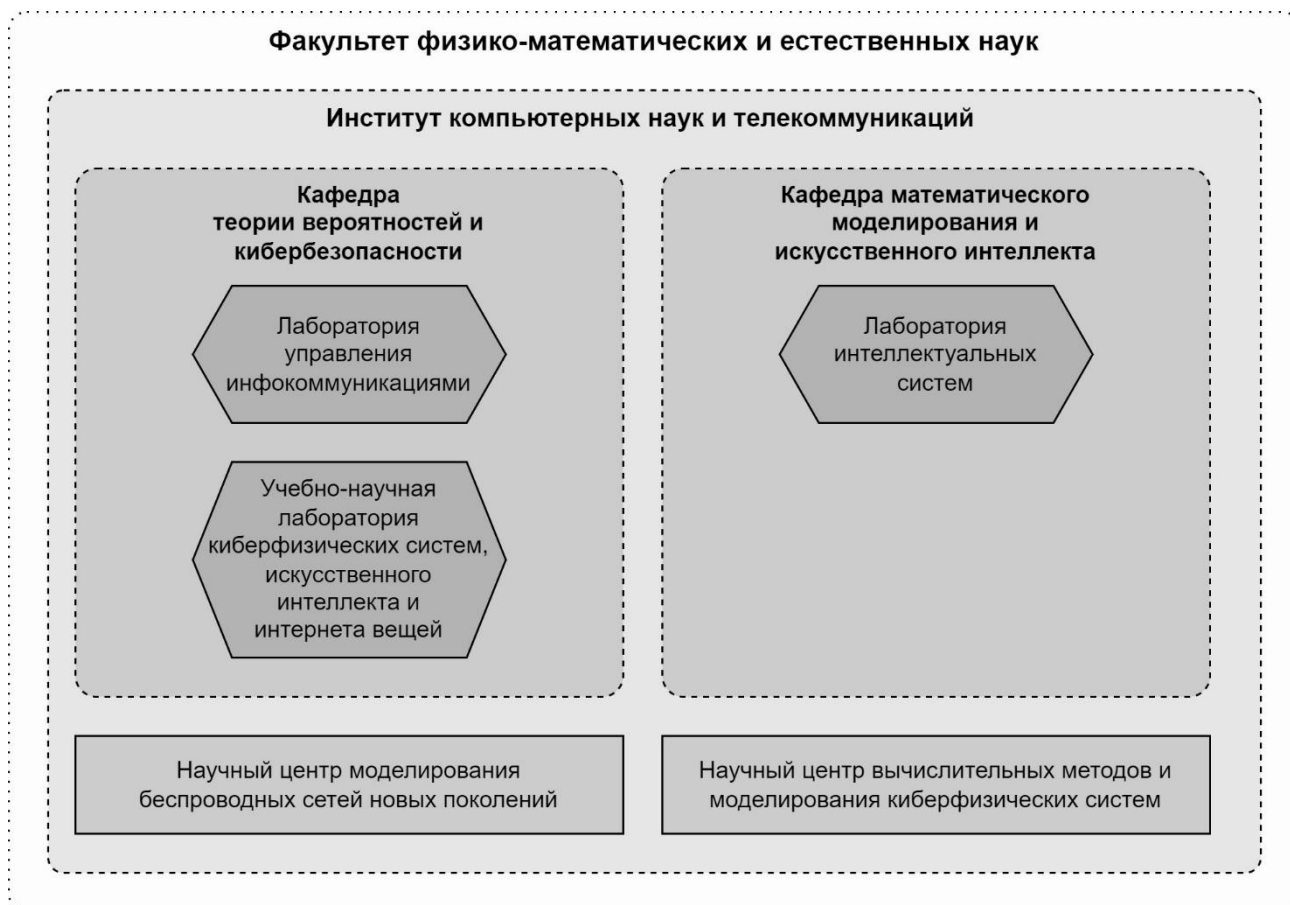 Факультет физико-математических и естественных наук
Институт компьютерных наук и телекоммуникаций
Кафедра
теории вероятностей и
кибербезопасности
Лаборатория
управления
инфокоммуникациями
Учебно-научная
лаборатория
киберфизических систем,
искусственного
интеллекта и
интернета вещей
Кафедра математического
моделирования и
искусственного интеллекта
Лаборатория
интеллектуальных
систем
Научный центр моделирования
беспроводных сетей новых поколений
Научный центр вычислительных методов и
моделирования киберфизических систем